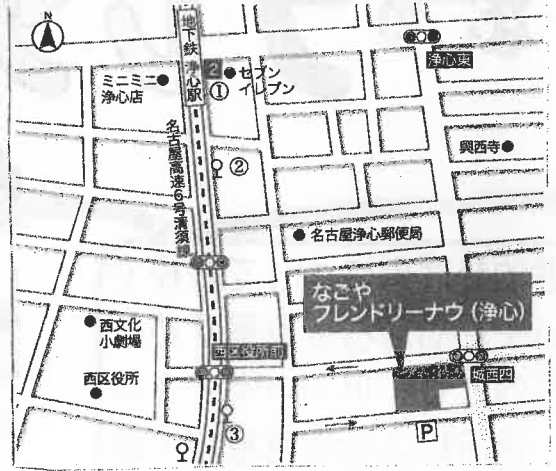 N
地下鉄 浄心駅
浄心東
2
セブン
イレブン
ミニミニ
浄心店
①
名古屋高速6号清須線
興西寺
②
名古屋浄心郵便局
なごや
フレンドリーナウ(浄心)
西文化
小劇場
西区役所前
城西四
西区役所
③
P